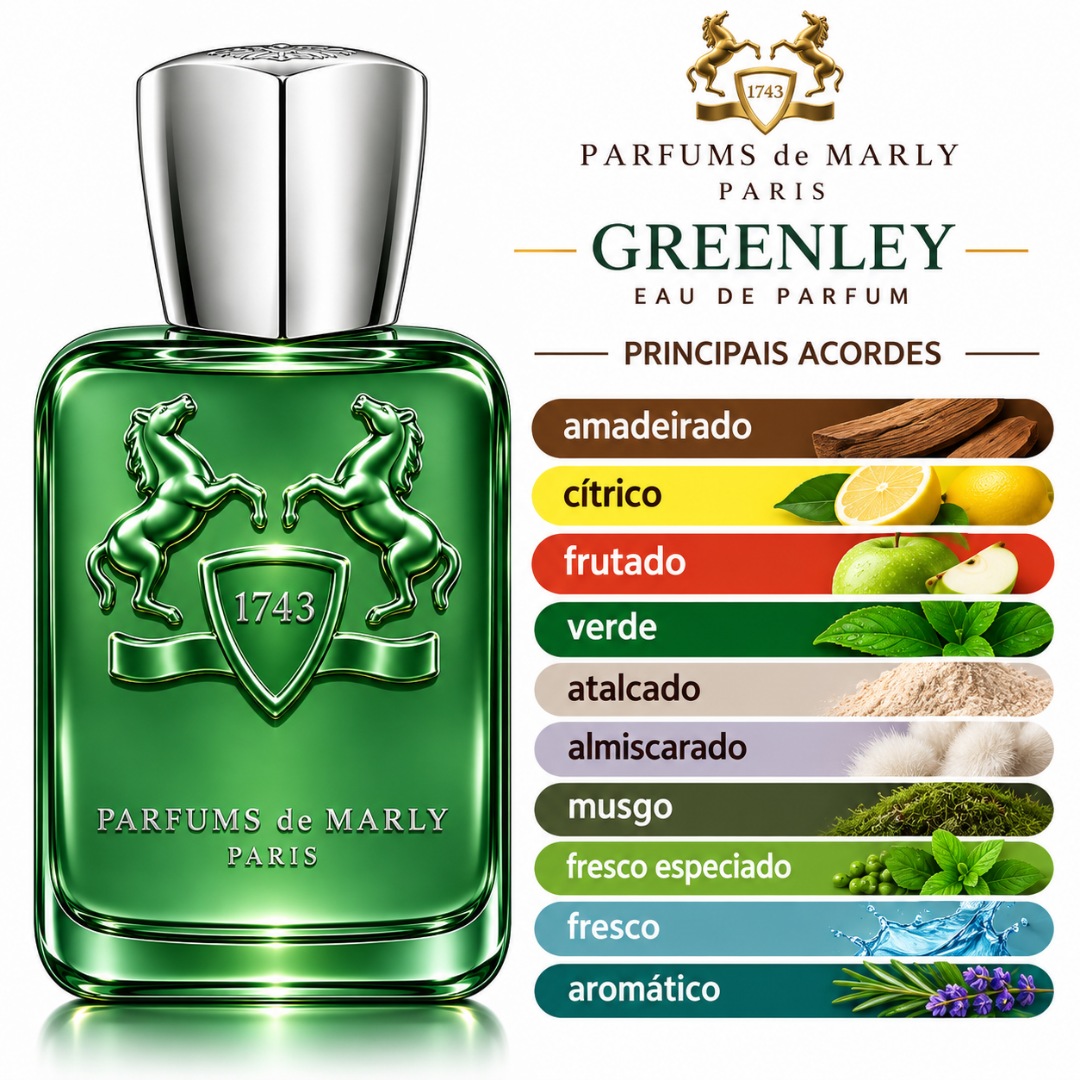 1743
PARFUMS de MARLY
PARIS
1743
PARFUMS de MARLY
PARIS
GREENLEY
EAU DE PARFUM
PRINCIPAIS ACORDES
amadeirado
cítrico
frutado
verde
atalcado
almiscarado
musgo
fresco especiado
fresco
aromático